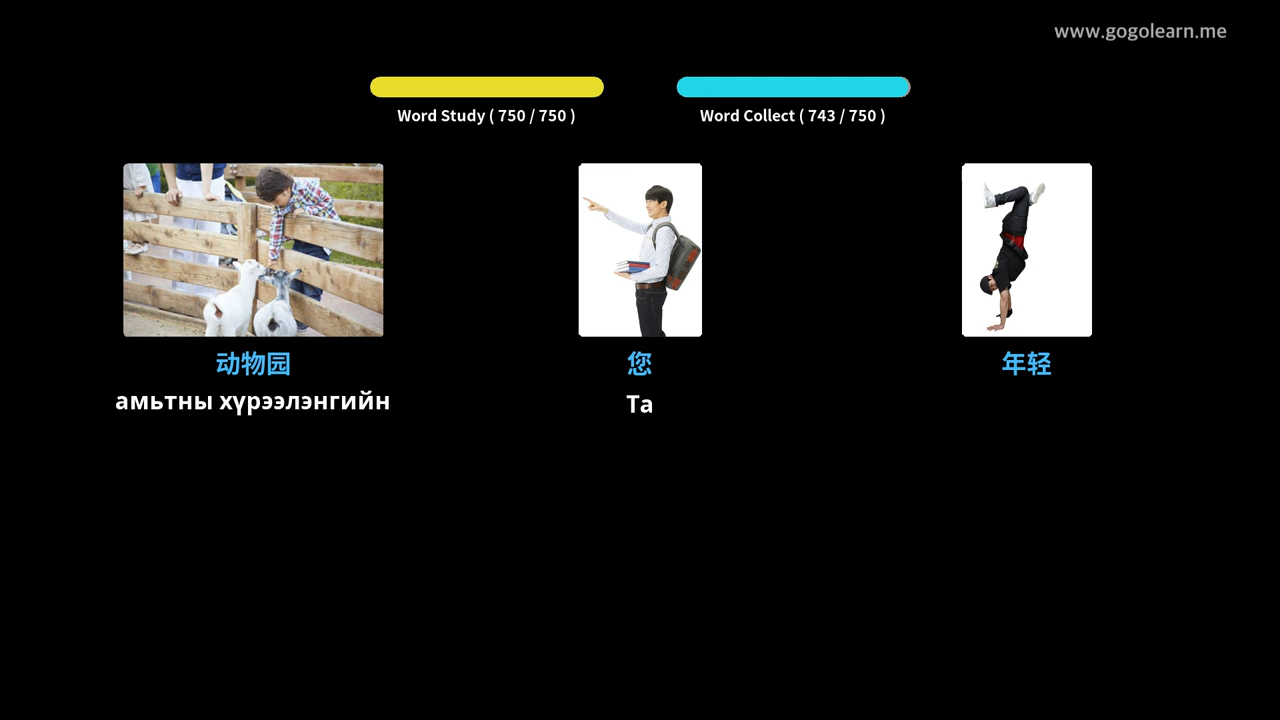 www.gogolearn.me
Word Study ( 750 / 750 )
Word Collect ( 743 / 750 )
动物园
амьтны хүрээлэнгийн
您
Та
年轻